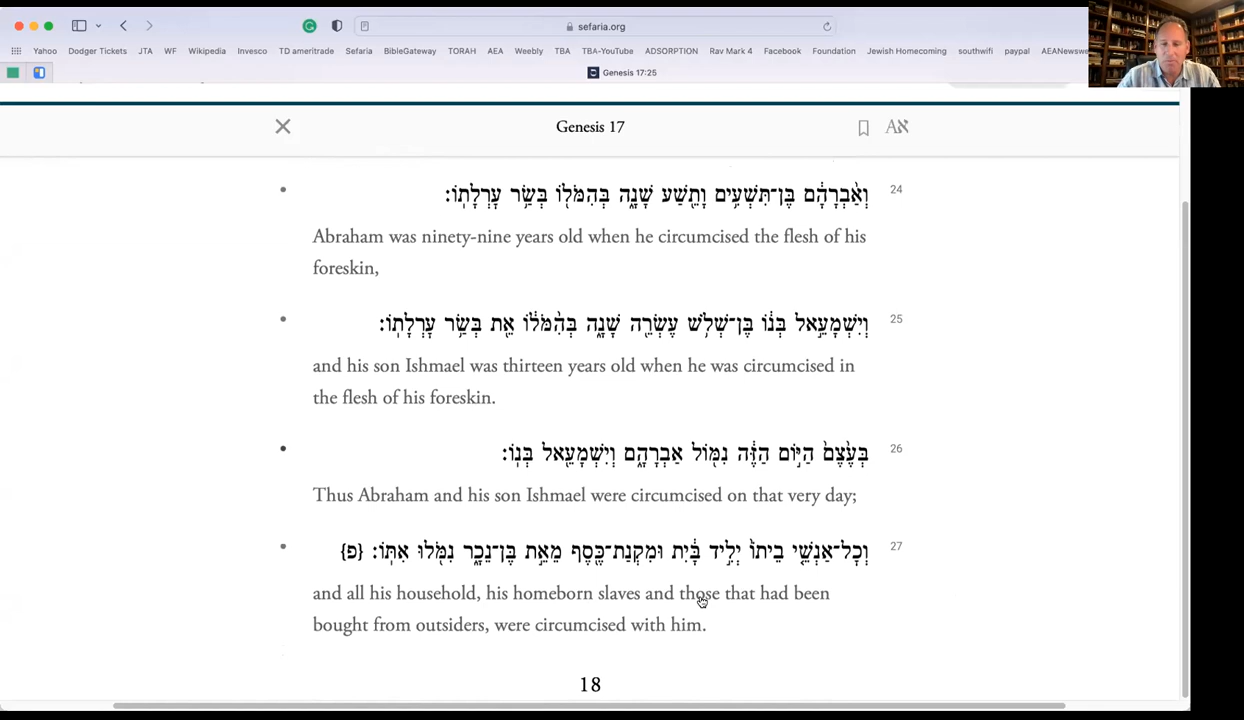 sefaria.org
Yahoo Dodger Tickets JTA WF Wikipedia Invesco TD ameritrade Sefaria BibleGateway TORAH AEA Weebly TBA TBA-YouTube ADSORPTION Rav Mark 4 Facebook Foundation Jewish Homecoming southwifi paypal AEANewswe
Genesis 17:25
Genesis 17
Aא
24
וְאַ֨בְרָהָ֔ם בֶּן־תִּשְׁעִ֥ים וָתֵ֖שַׁע שָׁנָ֑ה בְּהִמֹּל֖וֹ בְּשַׂ֥ר עׇרְלָתֽוֹ׃
Abraham was ninety-nine years old when he circumcised the flesh of his
foreskin,
25
וְיִשְׁמָעֵ֣אל בְּנ֔וֹ בֶּן־שְׁלֹ֥שׁ עֶשְׂרֵ֖ה שָׁנָ֑ה בְּהִ֨מֹּל֔וֹ אֵ֖ת בְּשַׂ֥ר עׇרְלָתֽוֹ׃
and his son Ishmael was thirteen years old when he was circumcised in
the flesh of his foreskin.
26
בְּעֶ֙צֶם֙ הַיּ֣וֹם הַזֶּ֔ה נִמּ֖וֹל אַבְרָהָ֑ם וְיִשְׁמָעֵ֖אל בְּנֽוֹ׃
Thus Abraham and his son Ishmael were circumcised on that very day;
27
וְכׇל־אַנְשֵׁ֤י בֵיתוֹ֙ יְלִ֣יד בָּ֔יִת וּמִקְנַת־כֶּ֖סֶף מֵאֵ֣ת בֶּן־נֵכָ֑ר נִמֹּ֖לוּ אִתּֽוֹ׃ {פ}
and all his household, his homeborn slaves and those that had been
bought from outsiders, were circumcised with him.
18